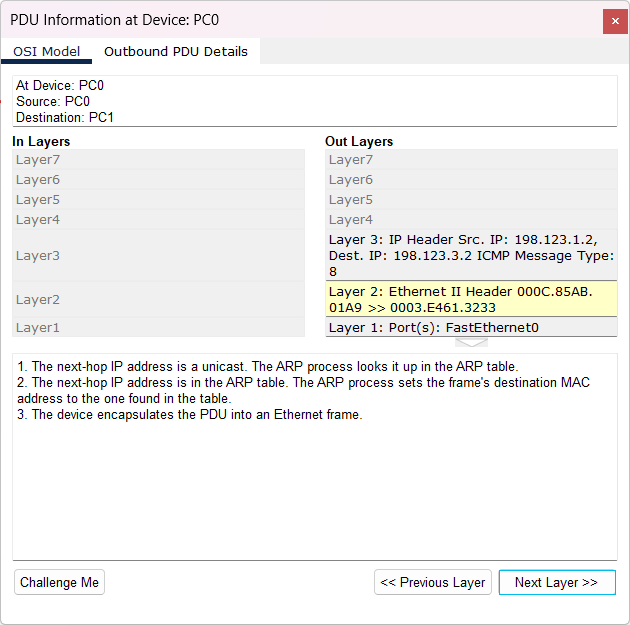 PDU Information at Device: PC0
×
OSI Model Outbound PDU Details
At Device: PC0
Source: PC0
Destination: PC1
In Layers
Layer7
Layer6
Layer5
Layer4
Layer3
Layer2
Layer1
Out Layers
Layer7
Layer6
Layer5
Layer4
Layer 3: IP Header Src. IP: 198.123.1.2,
Dest. IP: 198.123.3.2 ICMP Message Type:
8
Layer 2: Ethernet II Header 000C.85AB.
01A9 >> 0003.E461.3233
Layer 1: Port(s): FastEthernet0
1. The next-hop IP address is a unicast. The ARP process looks it up in the ARP table.
2. The next-hop IP address is in the ARP table. The ARP process sets the frame's destination MAC
address to the one found in the table.
3. The device encapsulates the PDU into an Ethernet frame.
Challenge Me << Previous Layer Next Layer >>